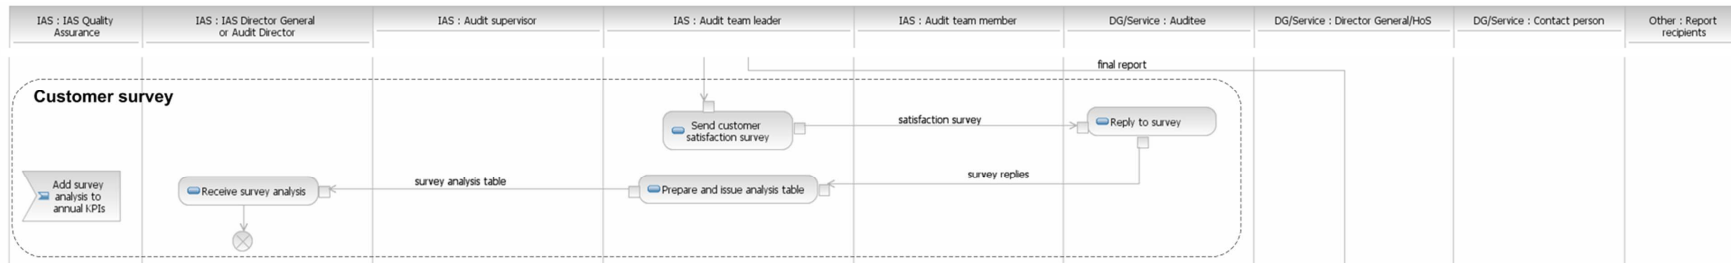 IAS : IAS Quality
Assurance
IAS : IAS Director General
or Audit Director
IAS : Audit supervisor
IAS : Audit team leader
IAS : Audit team member
DG/Service : Auditee
DG/Service : Director General/HoS
DG/Service : Contact person
Other : Report
recipients
final report
Customer survey
Send customer
satisfaction survey
satisfaction survey
Reply to survey
Add survey
analysis to
annual KPIs
Receive survey analysis
survey analysis table
Prepare and issue analysis table
survey replies